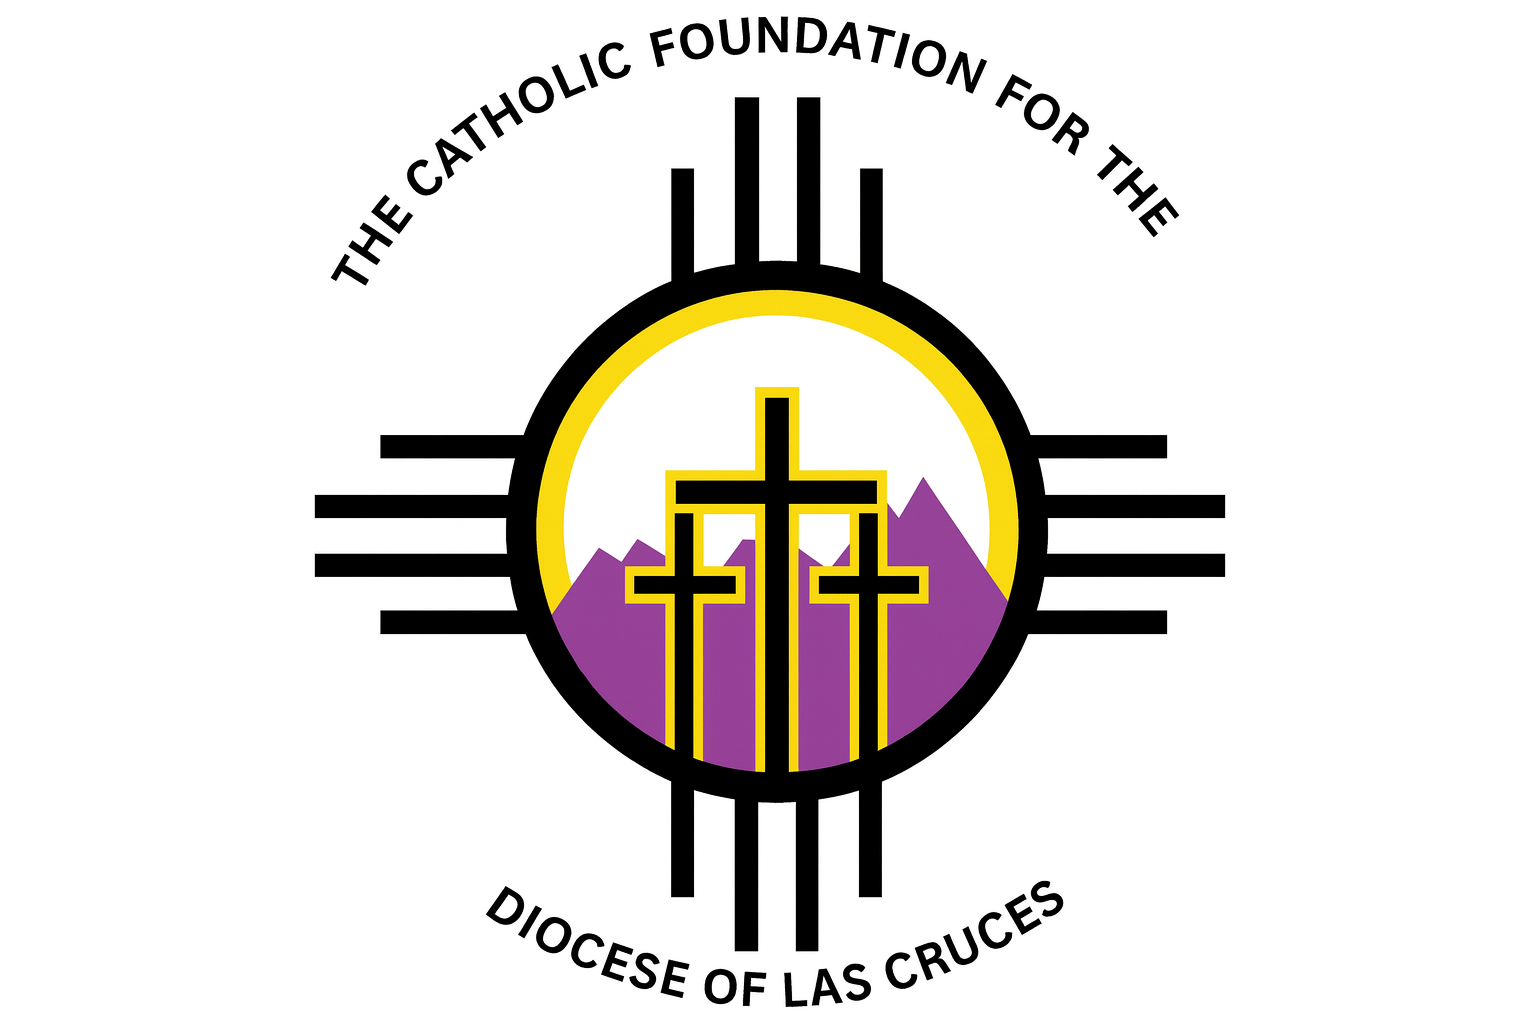 THE CATHOLIC FOUNDATION FOR THE
DIOCESE OF LAS CRUCES